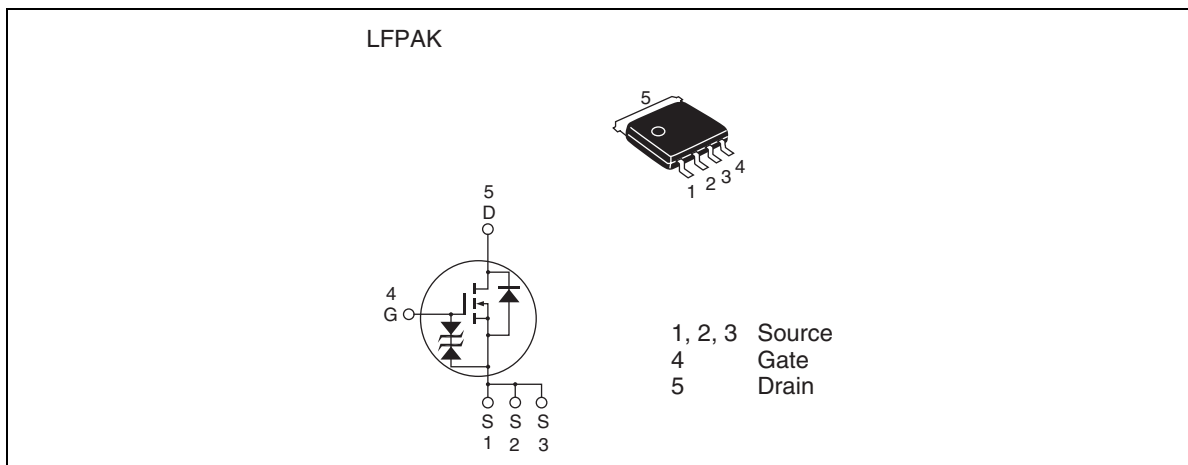 LFPAK
5
1 2 3 4
5
D
4
G
S S S
1 2 3
1, 2, 3 Source
4 Gate
5 Drain